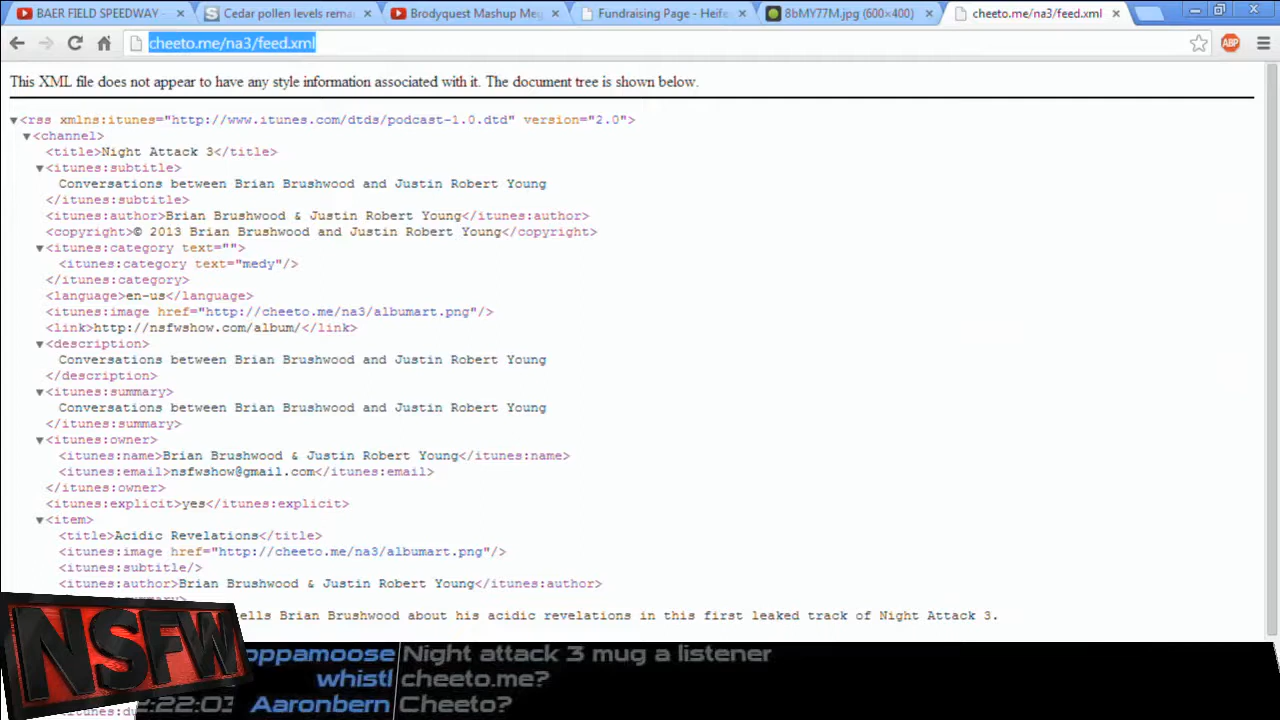 BAER FIELD SPEEDWAY -
Cedar pollen levels rema
Brodyquest Mashup Me
Fundraising Page - Heife
8bMY77M.jpg (600×400)
cheeto.me/na3/feed.xml
cheeto.me/na3/feed.xml
ABP
This XML file does not appear to have any style information associated with it. The document tree is shown below.
<rss xmlns:itunes="http://www.itunes.com/dtds/podcast-1.0.dtd" version="2.0">
<channel>
<title>Night Attack 3</title>
<itunes:subtitle>
Conversations between Brian Brushwood and Justin Robert Young
</itunes:subtitle>
<itunes:author>Brian Brushwood & Justin Robert Young</itunes:author>
<copyright>© 2013 Brian Brushwood and Justin Robert Young</copyright>
<itunes:category text="">
<itunes:category text="medy"/>
</itunes:category>
<language>en-us</language>
<itunes:image href="http://cheeto.me/na3/albumart.png"/>
<link>http://nsfwshow.com/album/</link>
<description>
Conversations between Brian Brushwood and Justin Robert Young
</description>
<itunes:summary>
Conversations between Brian Brushwood and Justin Robert Young
</itunes:summary>
<itunes:owner>
<itunes:name>Brian Brushwood & Justin Robert Young</itunes:name>
<itunes:email>nsfwshow@gmail.com</itunes:email>
</itunes:owner>
<itunes:explicit>yes</itunes:explicit>
<item>
<title>Acidic Revelations</title>
<itunes:image href="http://cheeto.me/na3/albumart.png"/>
<itunes:subtitle/>
<itunes:author>Brian Brushwood & Justin Robert Young</itunes:author>
tells Brian Brushwood about his acidic revelations in this first leaked track of Night Attack 3.
NSFW
oppamoose Night attack 3 mug a listener
whistl cheeto.me?
2:22:03 Aaronbern Cheeto?